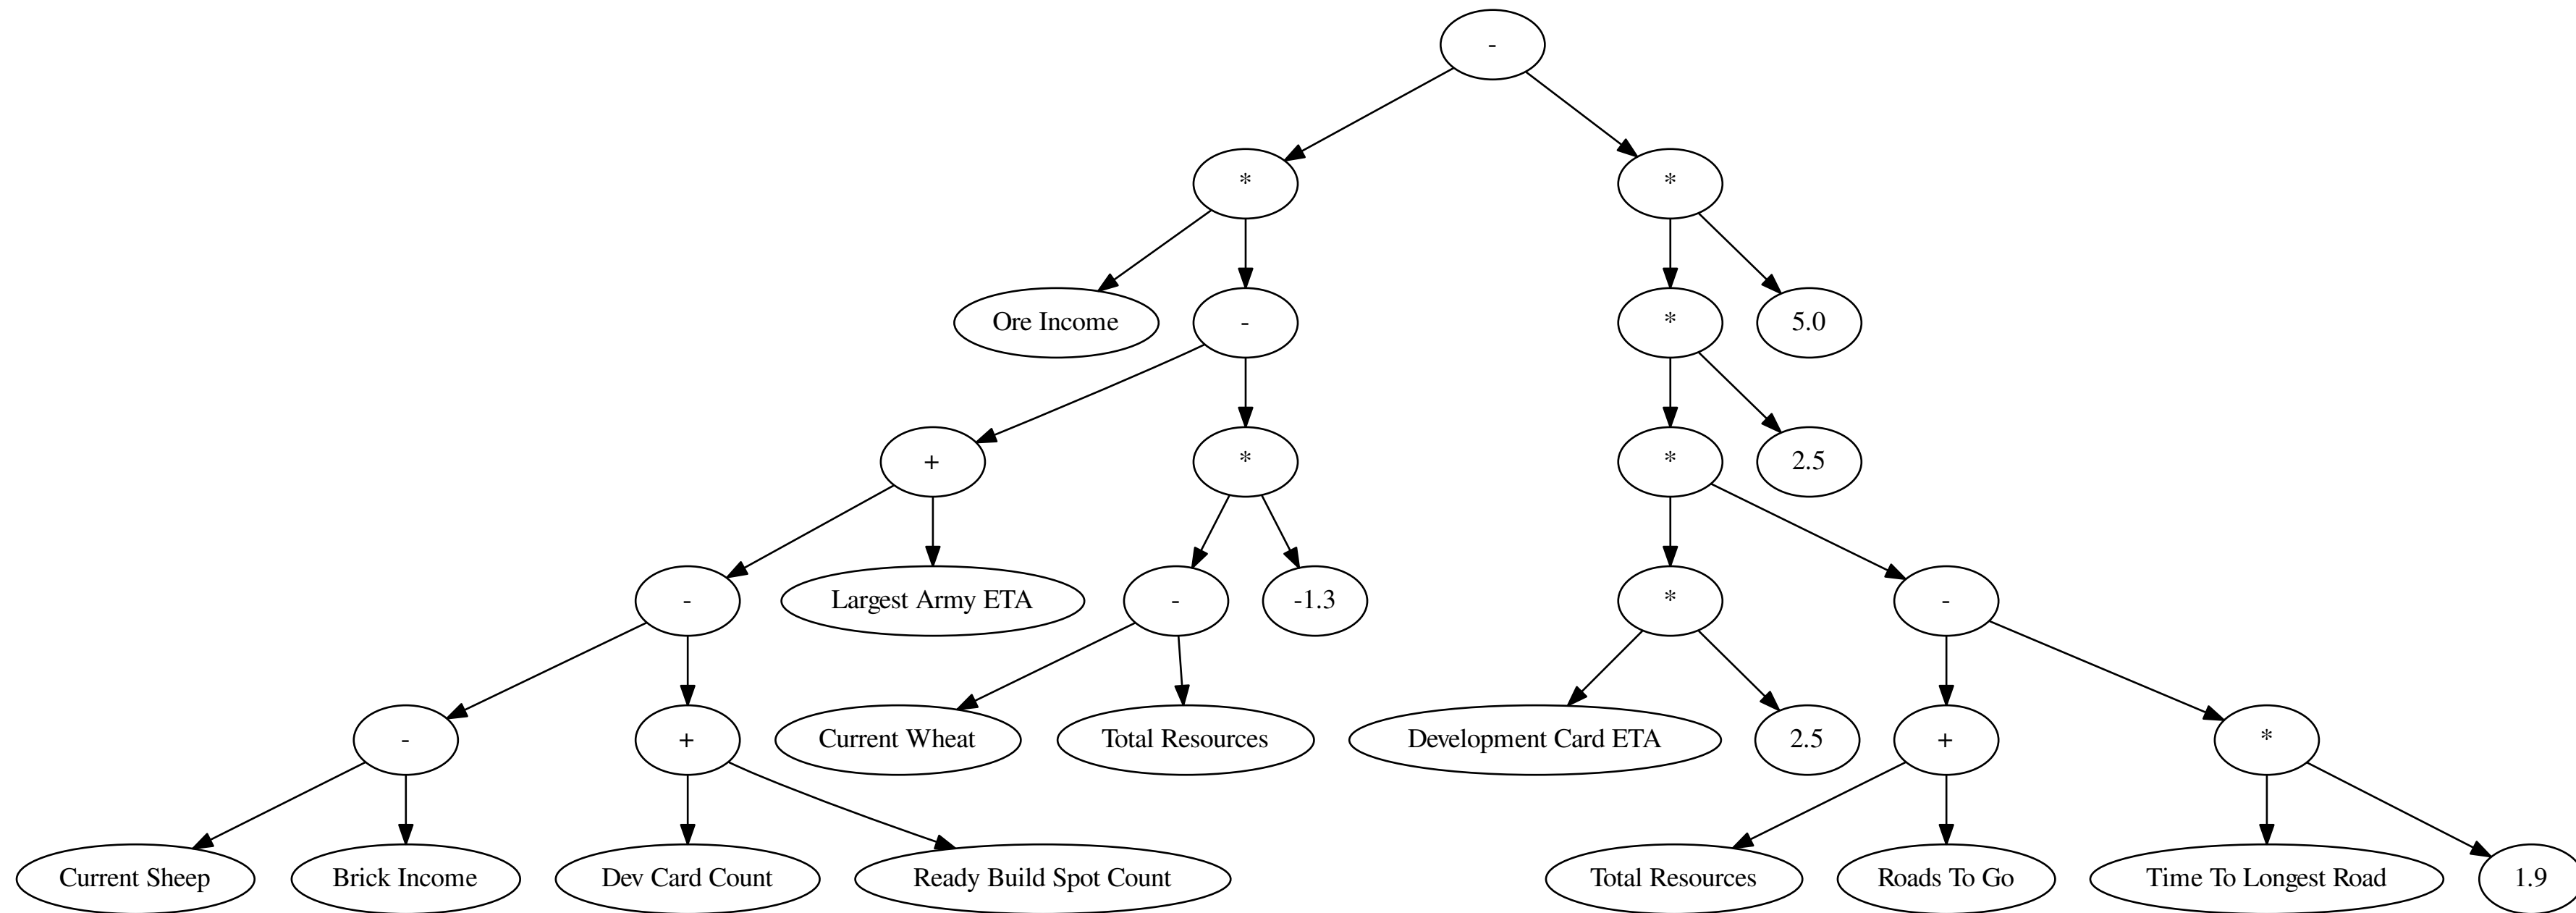 -
*
*
Ore Income
-
*
5.0
+
*
*
2.5
-
Largest Army ETA
-
-1.3
*
-
-
+
Current Wheat
Total Resources
Development Card ETA
2.5
+
*
Current Sheep
Brick Income
Dev Card Count
Ready Build Spot Count
Total Resources
Roads To Go
Time To Longest Road
1.9